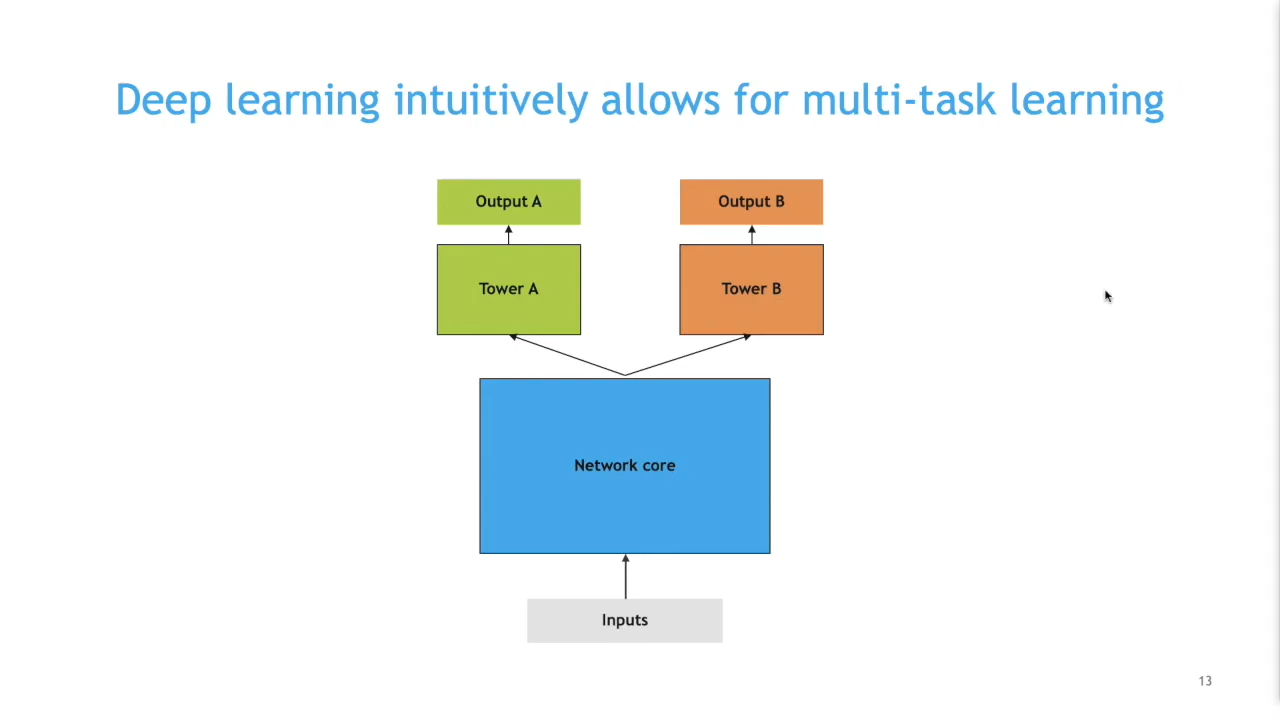 Deep learning intuitively allows for multi-task learning
Output A
Output B
Tower A
Tower B
Network core
Inputs
13